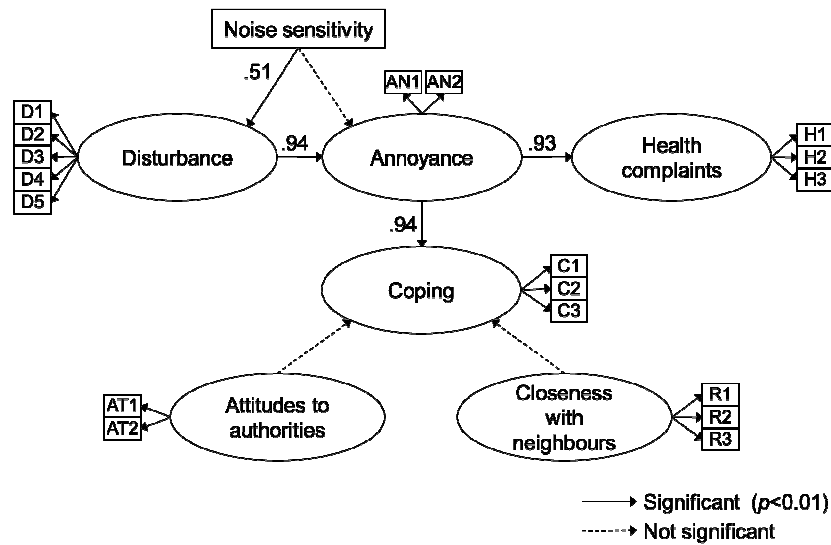 Noise sensitivity
.51
AN1 AN2
D1
D2
D3
D4
D5
Disturbance
.94
Annoyance
.93
Health
complaints
H1
H2
H3
.94
Coping
C1
C2
C3
AT1
AT2
Attitudes to
authorities
Closeness
with
neighbours
R1
R2
R3
Significant (p<0.01)
Not significant